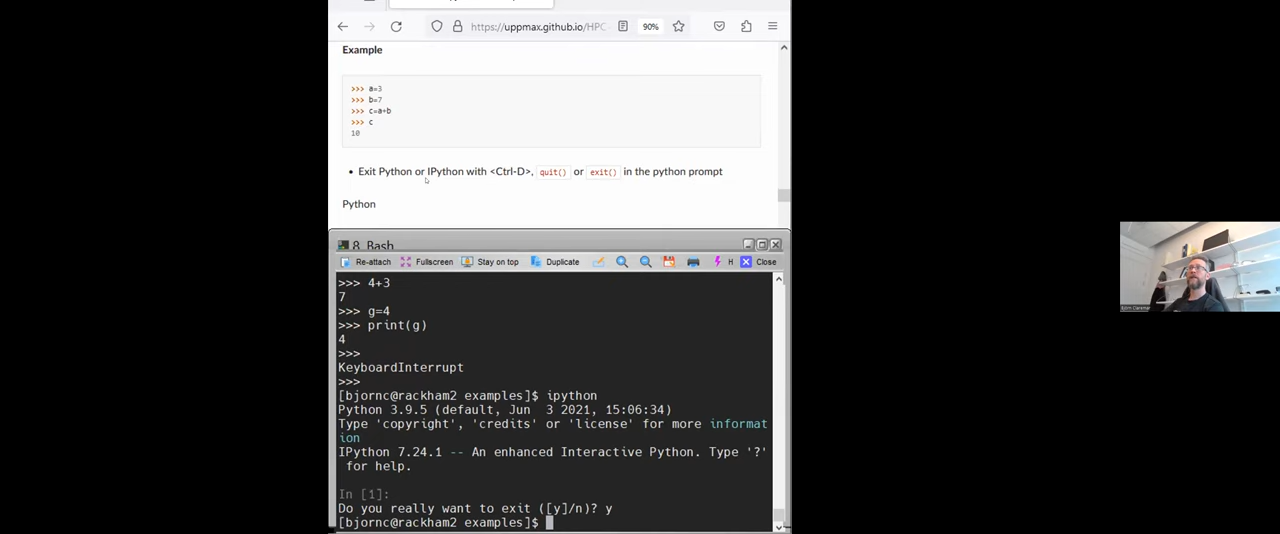 https://uppmax.github.io/HPC-
90%
Example
>>> a=3
>>> b=7
>>> c=a+b
>>> c
10
• Exit Python or IPython with <Ctrl-D>, quit() or exit() in the python prompt
Python
8. Bash
Re-attach Fullscreen Stay on top Duplicate H Close
>>> 4+3
7
>>> g=4
>>> print(g)
4
>>>
KeyboardInterrupt
>>>
[bjornc@rackham2 examples]$ ipython
Python 3.9.5 (default, Jun  3 2021, 15:06:34)
Type 'copyright', 'credits' or 'license' for more informat
ion
IPython 7.24.1 -- An enhanced Interactive Python. Type '?'
for help.
In [1]:
Do you really want to exit ([y]/n)? y
[bjornc@rackham2 examples]$